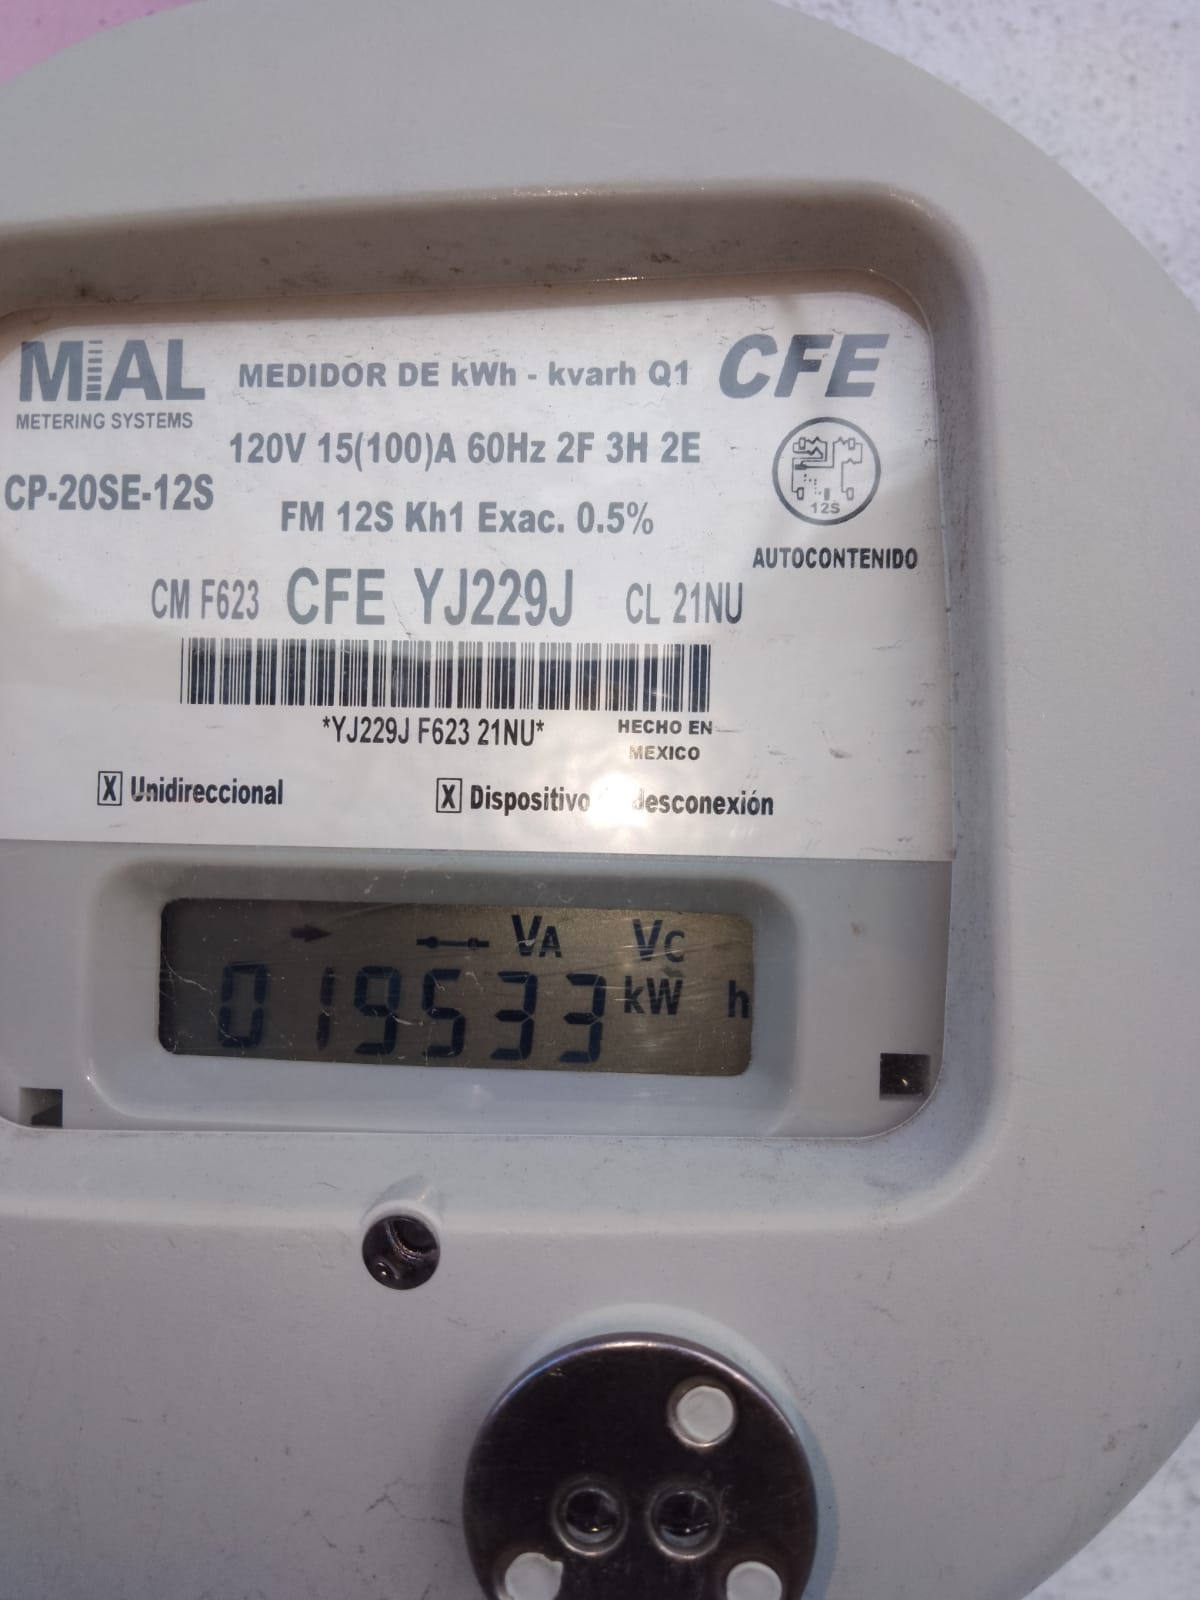 MIAL
METERING SYSTEMS
MEDIDOR DE kWh - kvarh Q1
CFE
120V 15(100)A 60Hz 2F 3H 2E
CP-20SE-12S
FM 12S Kh1 Exac. 0.5%
12S
AUTOCONTENIDO
CM F623 CFE YJ229J CL 21NU
*YJ229J F623 21NU*
HECHO EN
MEXICO
X Unidireccional
X Dispositivo desconexión
VA VC
019533 kW h